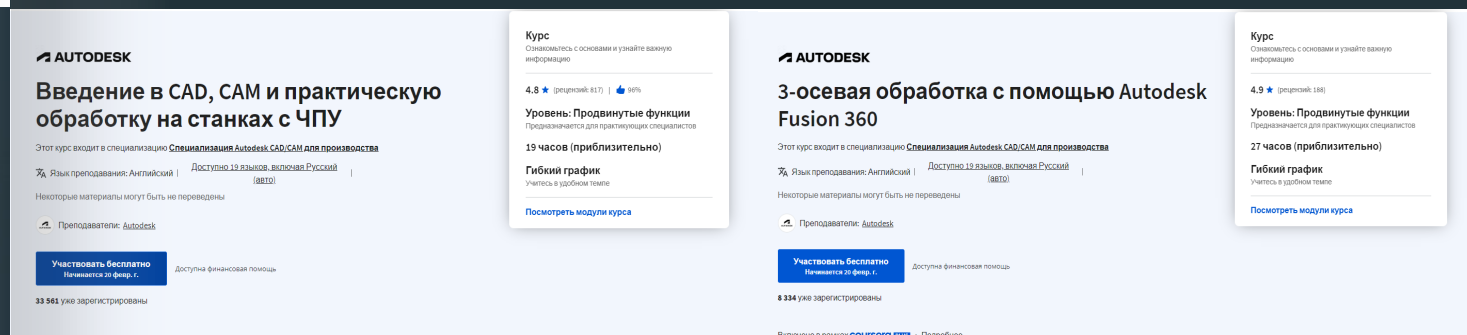 AUTODESK
Введение в CAD, CAM и практическую
обработку на станках с ЧПУ
Этот курс входит в специализацию Специализация Autodesk CAD/CAM для производства
Язык преподавания: Английский |
Доступно 19 языков, включая Русский
(авто)
|
Некоторые материалы могут быть не переведены
Преподаватели: Autodesk
Участвовать бесплатно
Начинается 20 февр. г.
Доступна финансовая помощь
33 561 уже зарегистрированы
Курс
Ознакомьтесь с основами и узнайте важную
информацию
4.8 ★ (рецензий: 817) | 96%
Уровень: Продвинутые функции
Предназначается для практикующих специалистов
19 часов (приблизительно)
Гибкий график
Учитесь в удобном темпе
Посмотреть модули курса
AUTODESK
3-осевая обработка с помощью Autodesk
Fusion 360
Этот курс входит в специализацию Специализация Autodesk CAD/CAM для производства
Язык преподавания: Английский |
Доступно 19 языков, включая Русский
(авто)
|
Некоторые материалы могут быть не переведены
Преподаватели: Autodesk
Участвовать бесплатно
Начинается 20 февр. г.
Доступна финансовая помощь
8 334 уже зарегистрированы
Включено в рамках coursera PLUS • Подробнее
Курс
Ознакомьтесь с основами и узнайте важную
информацию
4.9 ★ (рецензий: 188)
Уровень: Продвинутые функции
Предназначается для практикующих специалистов
27 часов (приблизительно)
Гибкий график
Учитесь в удобном темпе
Посмотреть модули курса